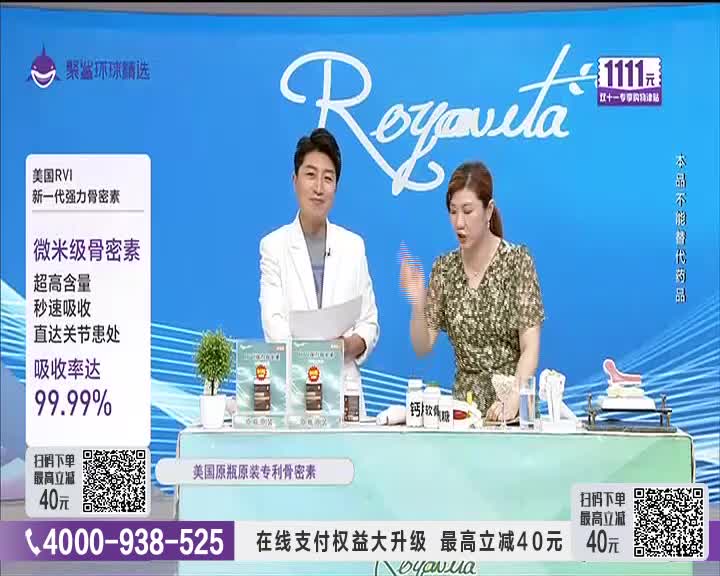 聚鲨环球精选
Royavita
1111元
双十一专享购物津贴
本品不能替代药品
美国RVI
新一代强力骨密素
微米级骨密素
超高含量
秒速吸收
直达关节患处
吸收率达
99.99%
钙片
软骨
糖
扫码下单
最高立减
40元
美国原瓶原装专利骨密素
扫码下单
最高立减
40元
4000-938-525
在线支付权益大升级 最高立减40元
Royavita